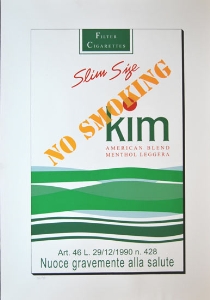 FILTER
CIGARETTES
Slim Size
NO SMOKING
kim
AMERICAN BLEND
MENTHOL LEGGERA
Art. 46 L. 29/12/1990 n. 428
Nuoce gravemente alla salute